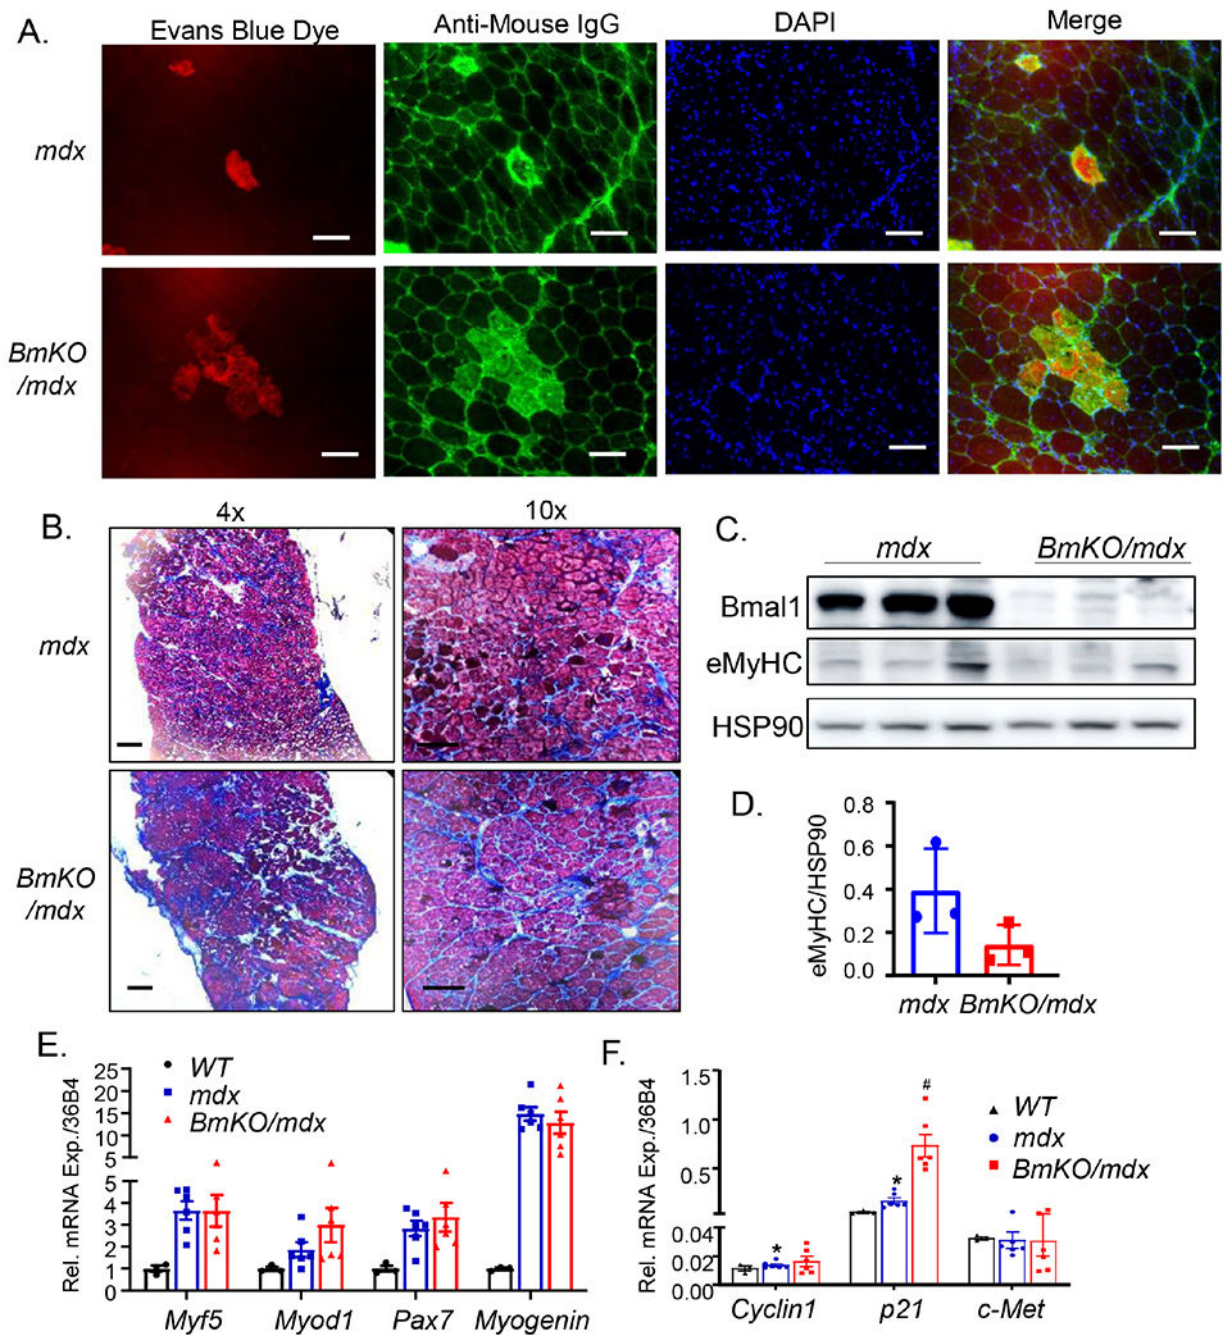 A.
Evans Blue Dye
Anti-Mouse IgG
DAPI
Merge
mdx
BmKO
/mdx
B.
4x
10x
mdx
BmKO
/mdx
C.
mdx
BmKO/mdx
Bmal1
eMyHC
HSP90
D.
eMyHC/HSP90
0.8
0.6
0.4
0.2
0.0
mdx
BmKO/mdx
E.
Rel. mRNA Exp./36B4
WT
mdx
BmKO/mdx
25
20
15
10
5
5
4
3
2
1
0
Myf5
Myod1
Pax7
Myogenin
F.
Rel. mRNA Exp./36B4
1.5
1.0
0.5
0.04
0.02
0.00
*
*
#
WT
mdx
BmKO/mdx
Cyclin1
p21
c-Met